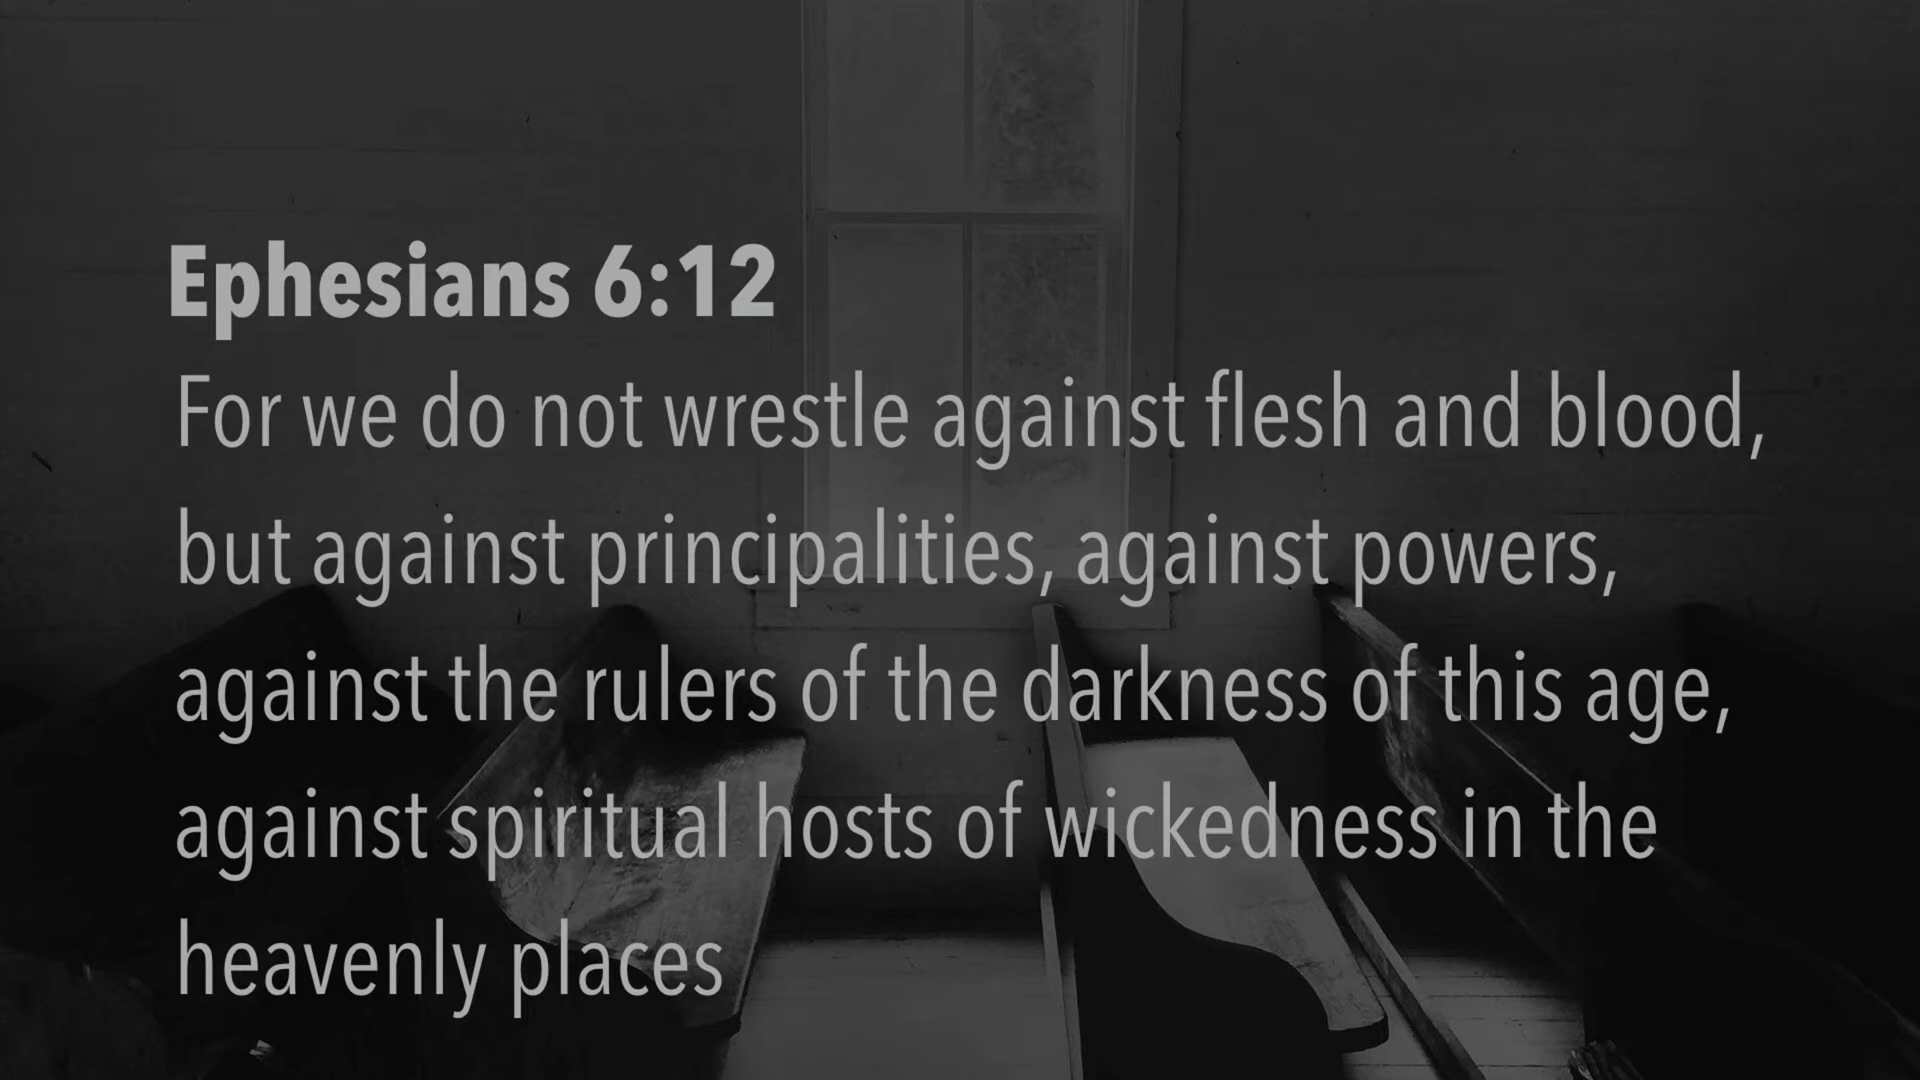 Ephesians 6:12
For we do not wrestle against flesh and blood,
but against principalities, against powers,
against the rulers of the darkness of this age,
against spiritual hosts of wickedness in the
heavenly places